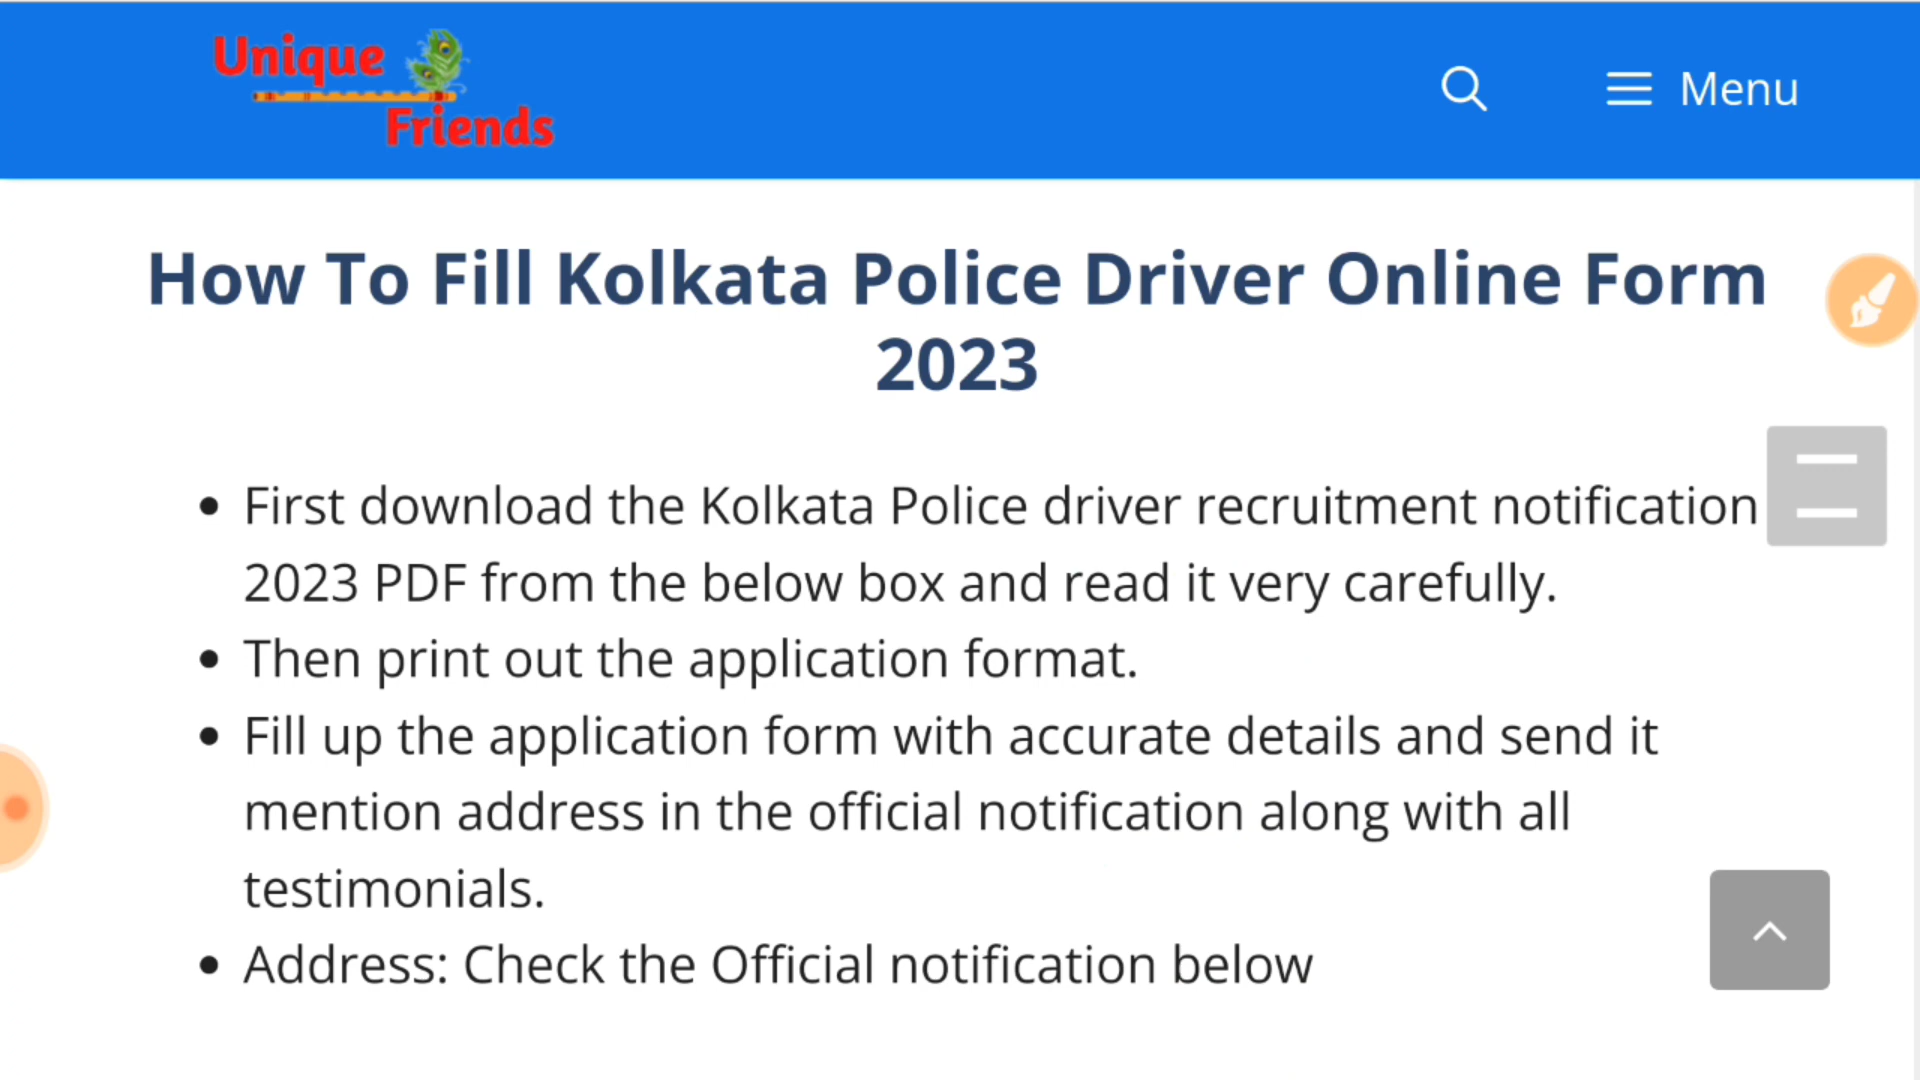 Unique
Friends
Menu
How To Fill Kolkata Police Driver Online Form
2023
• First download the Kolkata Police driver recruitment notification
2023 PDF from the below box and read it very carefully.
• Then print out the application format.
• Fill up the application form with accurate details and send it
mention address in the official notification along with all
testimonials.
• Address: Check the Official notification below